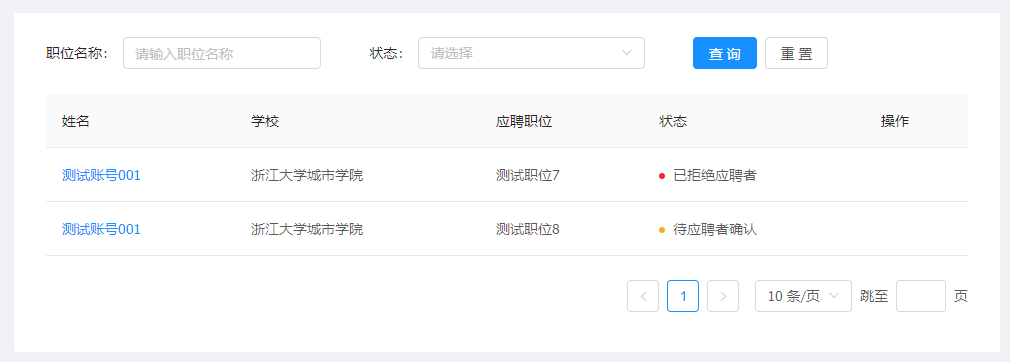 职位名称: 请输入职位名称 状态: 请选择 查 询 重 置
姓名 学校 应聘职位 状态 操作
测试账号001 浙江大学城市学院 测试职位7 已拒绝应聘者
测试账号001 浙江大学城市学院 测试职位8 待应聘者确认
< 1 > 10 条/页 跳至 页